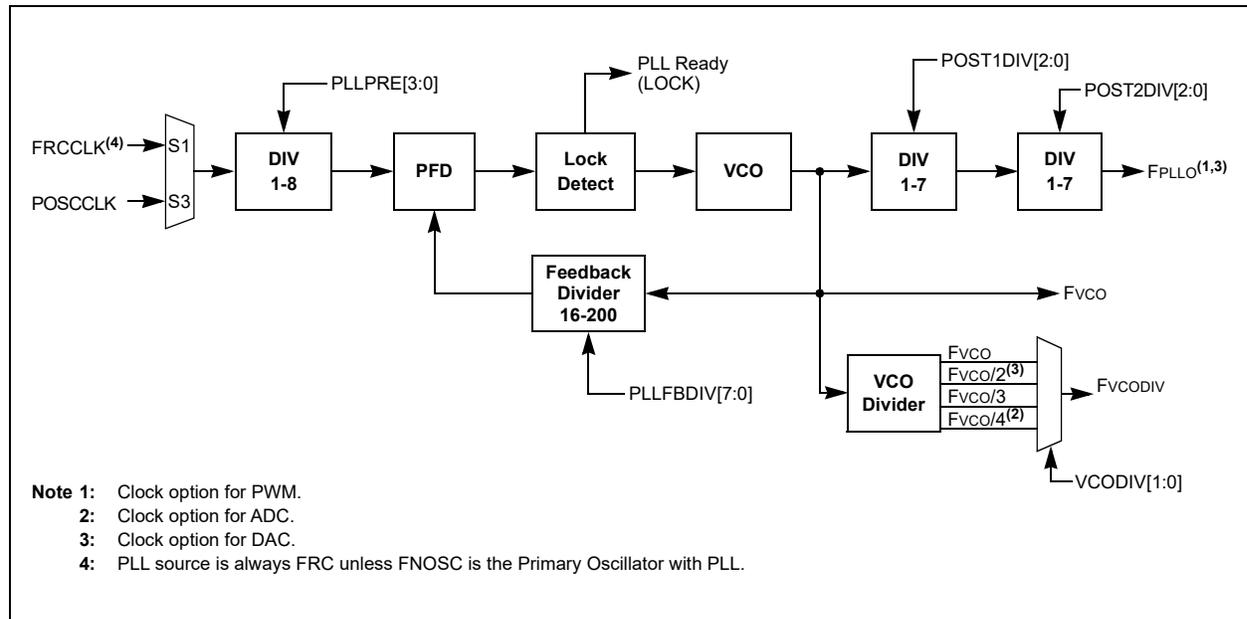 PLL Ready
(LOCK)
POST1DIV[2:0]
PLLPRE[3:0]
POST2DIV[2:0]
FRCCLK(4)
S1
DIV
1-8
PFD
Lock
Detect
VCO
DIV
1-7
DIV
1-7
FPLLO(1,3)
POSCCLK
S3
Feedback
Divider
16-200
FVCO
PLLFBDIV[7:0]
VCO
Divider
FVCO
FVCO/2(3)
FVCO/3
FVCO/4(2)
FVCODIV
VCODIV[1:0]
Note 1: Clock option for PWM.
2: Clock option for ADC.
3: Clock option for DAC.
4: PLL source is always FRC unless FNOSC is the Primary Oscillator with PLL.